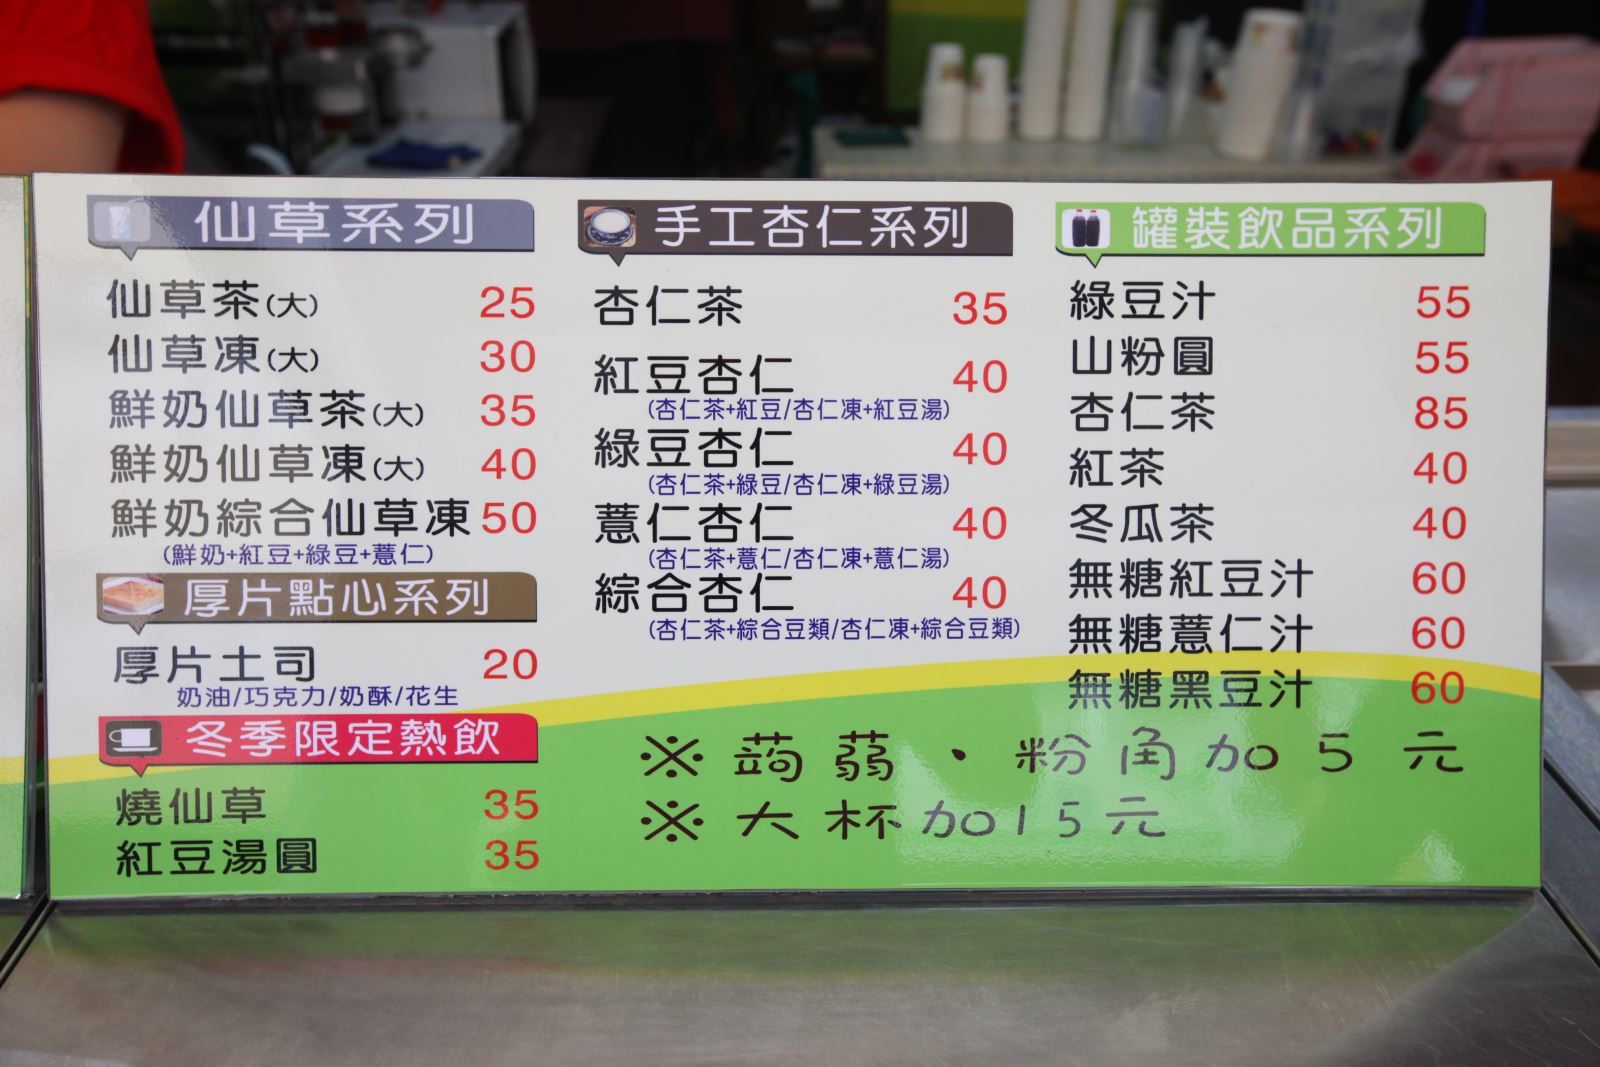 仙草系列
仙草茶(大) 25
仙草凍(大) 30
鮮奶仙草茶(大) 35
鮮奶仙草凍(大) 40
鮮奶綜合仙草凍 50
(鮮奶+紅豆+綠豆+薏仁)
厚片點心系列
厚片土司 20
奶油/巧克力/奶酥/花生
冬季限定熱飲
燒仙草 35
紅豆湯圓 35
手工杏仁系列
杏仁茶 35
紅豆杏仁 40
(杏仁茶+紅豆/杏仁凍+紅豆湯)
綠豆杏仁 40
(杏仁茶+綠豆/杏仁凍+綠豆湯)
薏仁杏仁 40
(杏仁茶+薏仁/杏仁凍+薏仁湯)
綜合杏仁 40
(杏仁茶+綜合豆類/杏仁凍+綜合豆類)
罐裝飲品系列
綠豆汁 55
山粉圓 55
杏仁茶 85
紅茶 40
冬瓜茶 40
無糖紅豆汁 60
無糖薏仁汁 60
無糖黑豆汁 60
※蒟蒻、粉角加5元
※大杯加15元